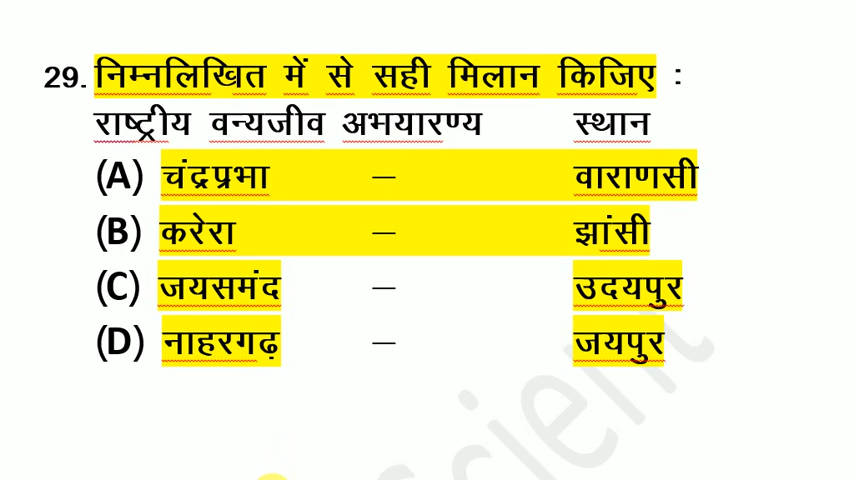 29. निम्नलिखित में से सही मिलान किजिए :
राष्ट्रीय वन्यजीव अभयारण्य स्थान
(A) चंद्रप्रभा – वाराणसी
(B) करेरा – झांसी
(C) जयसमंद – उदयपुर
(D) नाहरगढ़ – जयपुर